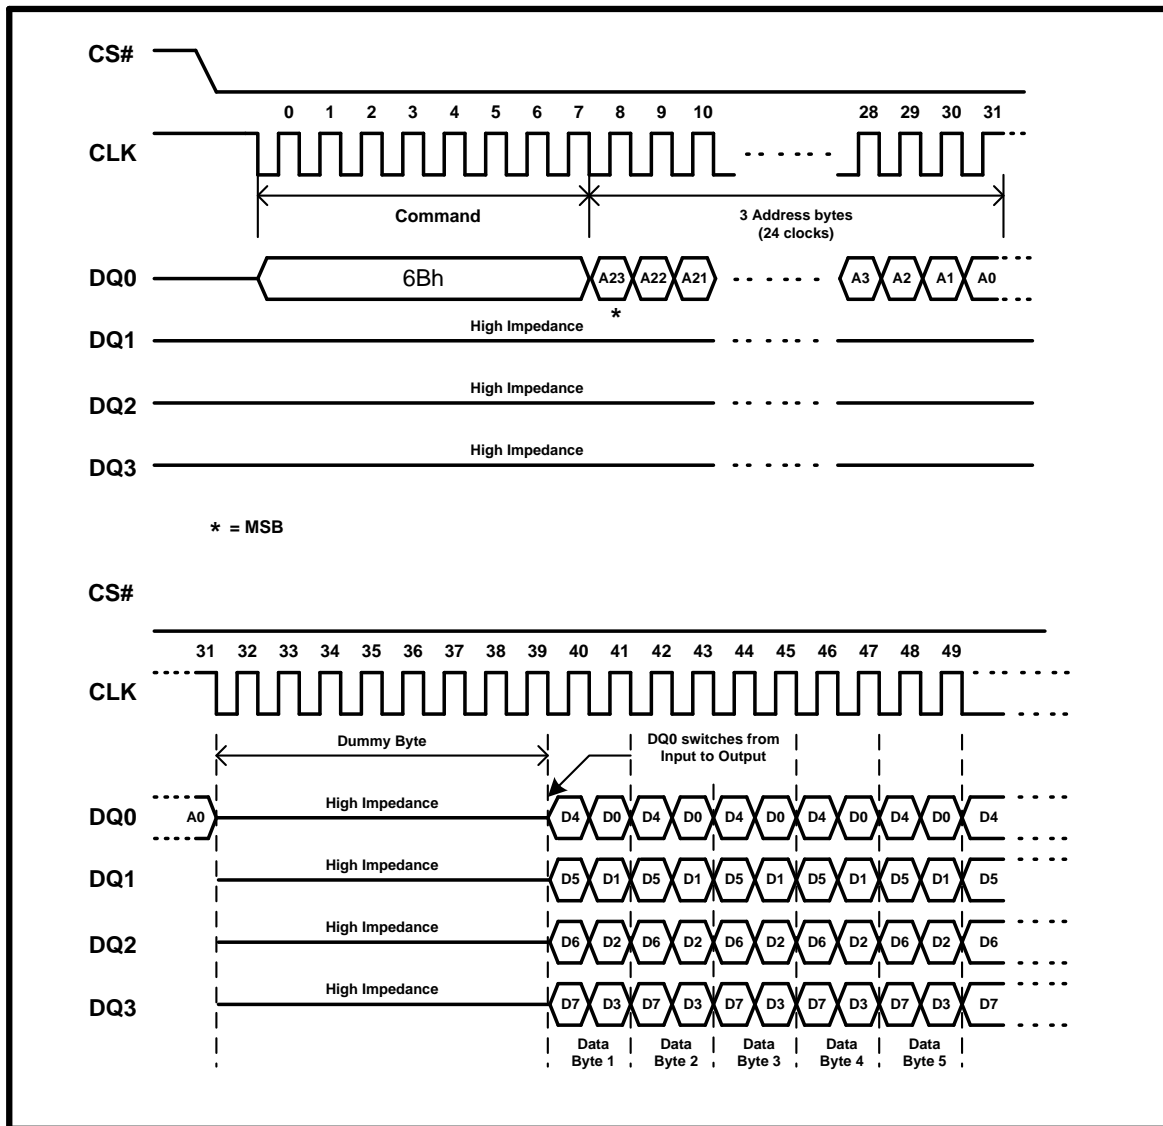 CS#
0 1 2 3 4 5 6 7 8 9 10 28 29 30 31
CLK
Command
3 Address bytes
(24 clocks)
DQ0 6Bh A23 A22 A21 A3 A2 A1 A0
*
High Impedance
DQ1
High Impedance
DQ2
High Impedance
DQ3
* = MSB
CS#
31 32 33 34 35 36 37 38 39 40 41 42 43 44 45 46 47 48 49
CLK
Dummy Byte
DQ0 switches from
Input to Output
DQ0 A0 High Impedance D4 D0 D4 D0 D4 D0 D4 D0 D4 D0 D4
DQ1 High Impedance D5 D1 D5 D1 D5 D1 D5 D1 D5 D1 D5
DQ2 High Impedance D6 D2 D6 D2 D6 D2 D6 D2 D6 D2 D6
DQ3 High Impedance D7 D3 D7 D3 D7 D3 D7 D3 D7 D3 D7
Data Data Data Data Data
Byte 1 Byte 2 Byte 3 Byte 4 Byte 5